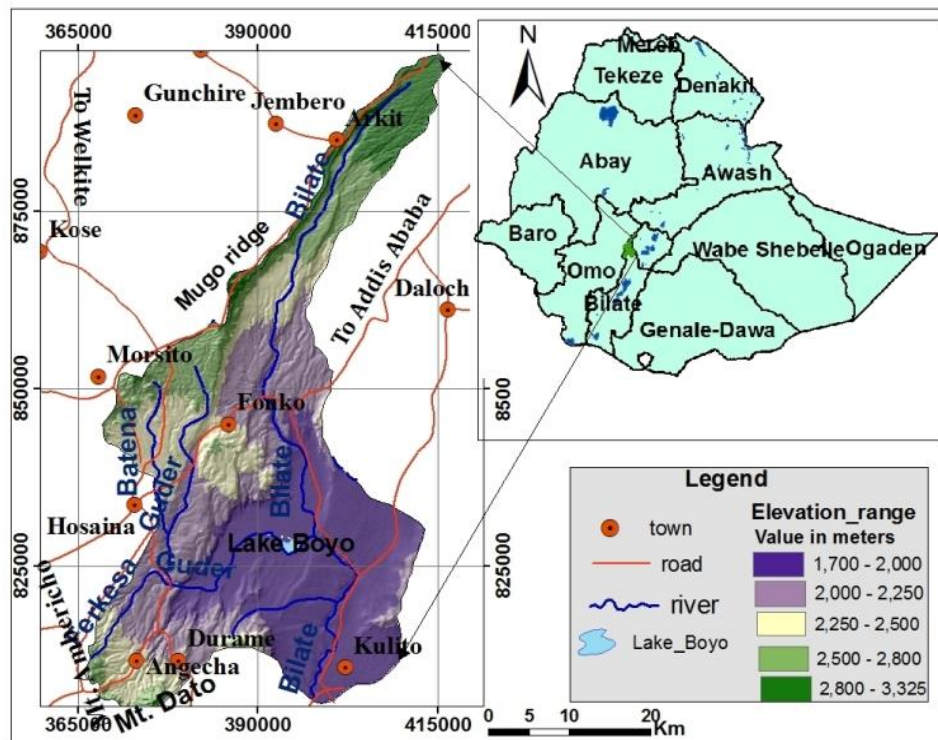 365000 390000 415000
To Welkite
Gunchire
Jembero
Arkit
Bilate
875000
Kose
Mugo ridge
To Addis Ababa
Daloch
Morsito
850000
Fonko
Batena
Guder
Bilate
Hosaina
Lake Boyo
825000
Guder
erkesa
Mt. Ambericho
Durame
Angecha
Bilate
Kulito
Mt. Dato
365000 390000 415000
N
Mereb
Tekeze
Denakil
Abay
Awash
Baro
Wabe Shebelle
Ogaden
Omo
Bilate
Genale-Dawa
8500
825000
Legend
town
road
river
Lake_Boyo
Elevation_range
Value in meters
1,700 - 2,000
2,000 - 2,250
2,250 - 2,500
2,500 - 2,800
2,800 - 3,325
0 5 10 20
Km